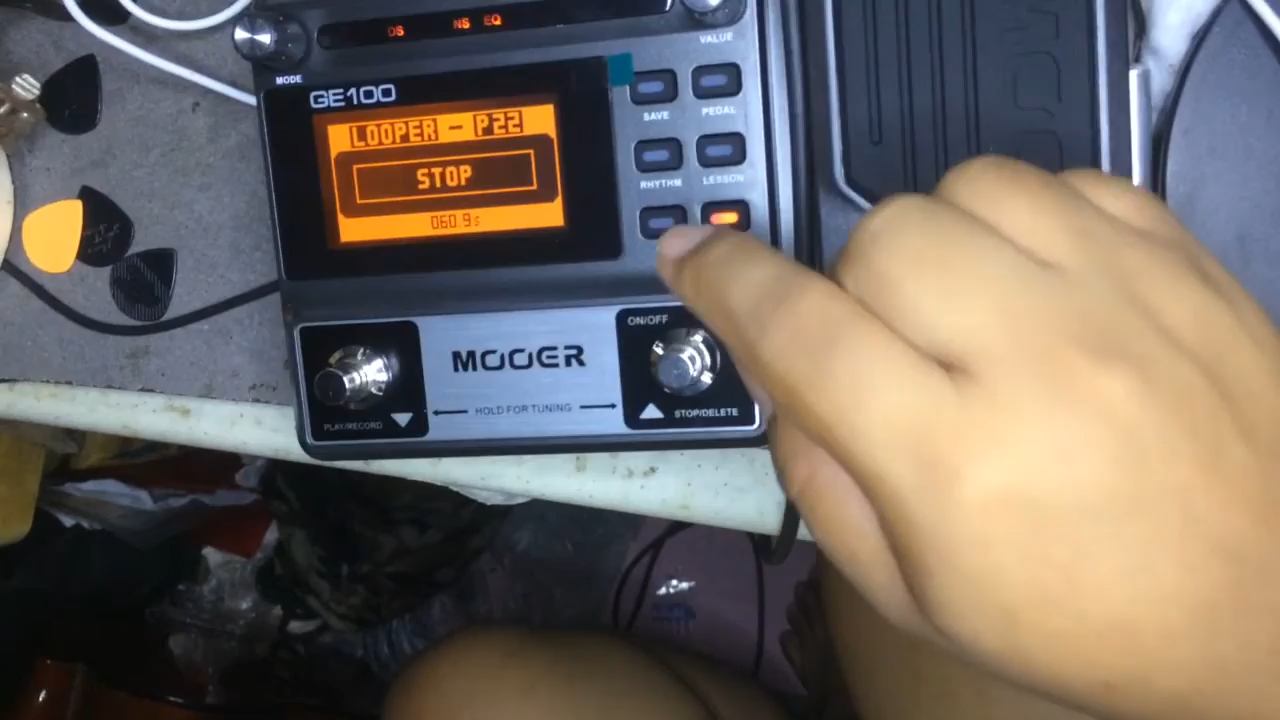 DS NS EQ
VALUE
MODE
GE100
SAVE PEDAL
LOOPER - P22
STOP
060.9s
RHYTHM LESSON
ON/OFF
MOOER
HOLD FOR TUNING
PLAY/RECORD
STOP/DELETE